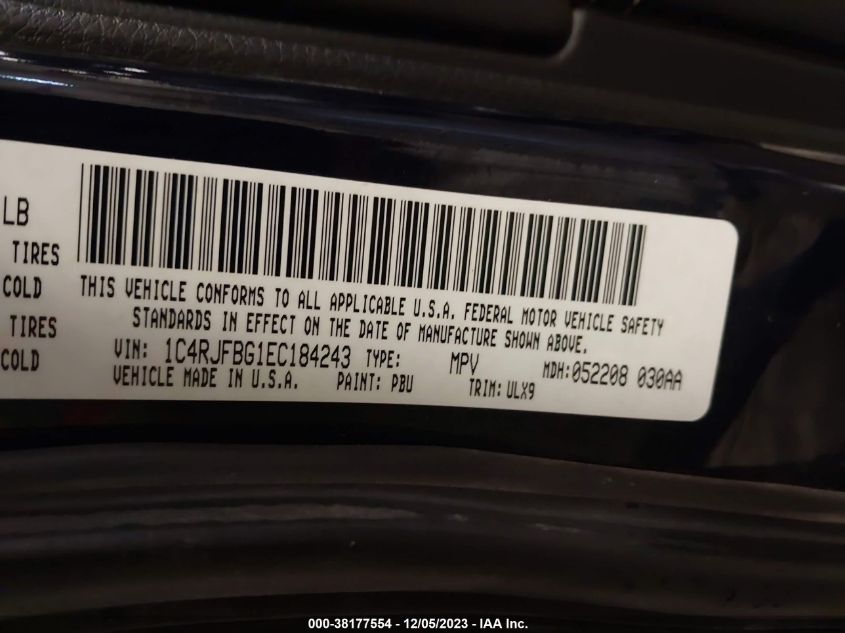 LB
TIRES
COLD
TIRES
COLD
THIS VEHICLE CONFORMS TO ALL APPLICABLE U.S.A. FEDERAL MOTOR VEHICLE SAFETY
STANDARDS IN EFFECT ON THE DATE OF MANUFACTURE SHOWN ABOVE.
VIN: 1C4RJFBG1EC184243 TYPE: MPV MDH:052208 030AA
VEHICLE MADE IN U.S.A. PAINT: PBU TRIM: ULX9
000-38177554 - 12/05/2023 - IAA Inc.